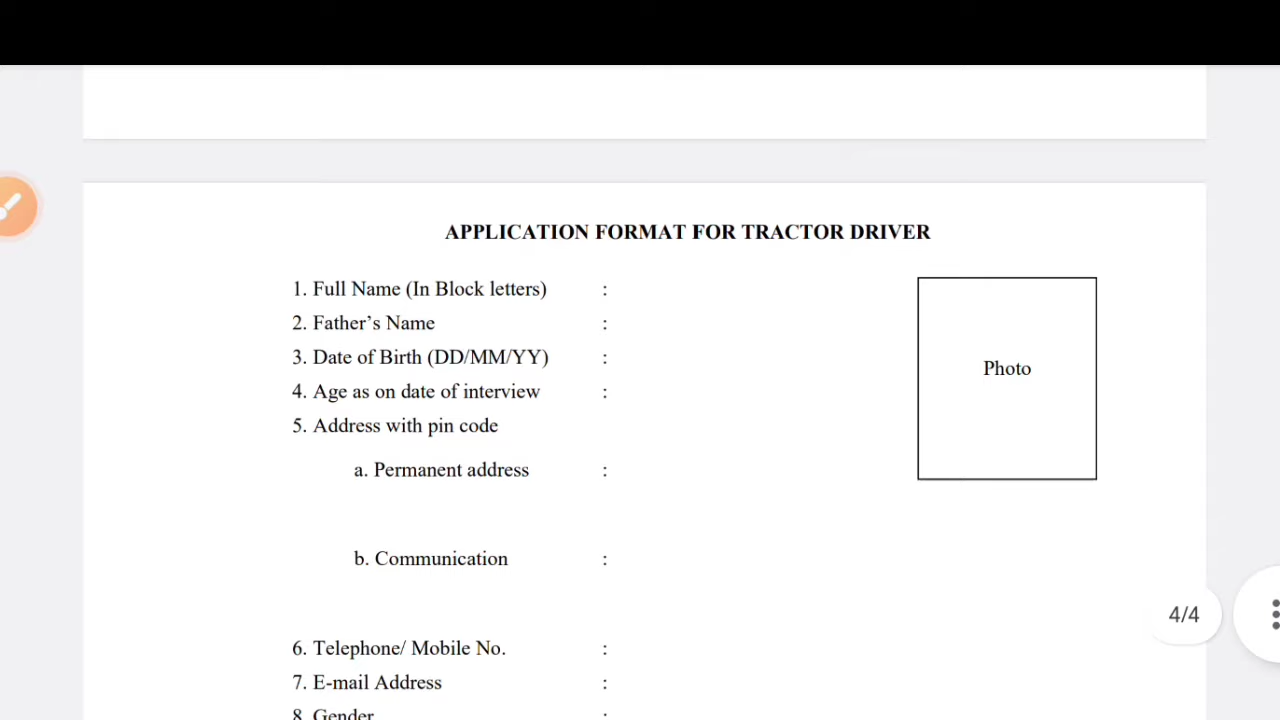 APPLICATION FORMAT FOR TRACTOR DRIVER
1. Full Name (In Block letters) :
2. Father’s Name :
3. Date of Birth (DD/MM/YY) :
4. Age as on date of interview :
5. Address with pin code
Photo
a. Permanent address :
b. Communication :
4/4
6. Telephone/ Mobile No. :
7. E-mail Address :
8. Gender :